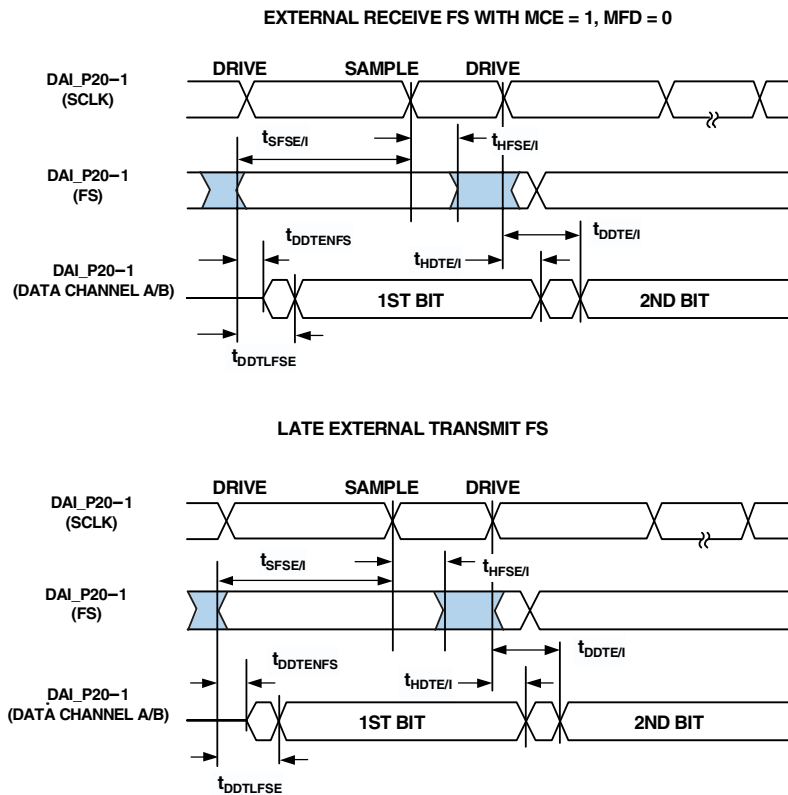 EXTERNAL RECEIVE FS WITH MCE = 1, MFD = 0
DAI_P20–1
(SCLK)
DRIVE SAMPLE DRIVE
tSFSE/I tHFSE/I
DAI_P20–1
(FS)
tDDTENFS tHDTE/I tDDTE/I
DAI_P20–1
(DATA CHANNEL A/B)
1ST BIT 2ND BIT
tDDTLFSE
LATE EXTERNAL TRANSMIT FS
DRIVE SAMPLE DRIVE
DAI_P20–1
(SCLK)
tSFSE/I tHFSE/I
DAI_P20–1
(FS)
tDDTENFS tHDTE/I tDDTE/I
DAI_P20–1
(DATA CHANNEL A/B)
1ST BIT 2ND BIT
tDDTLFSE